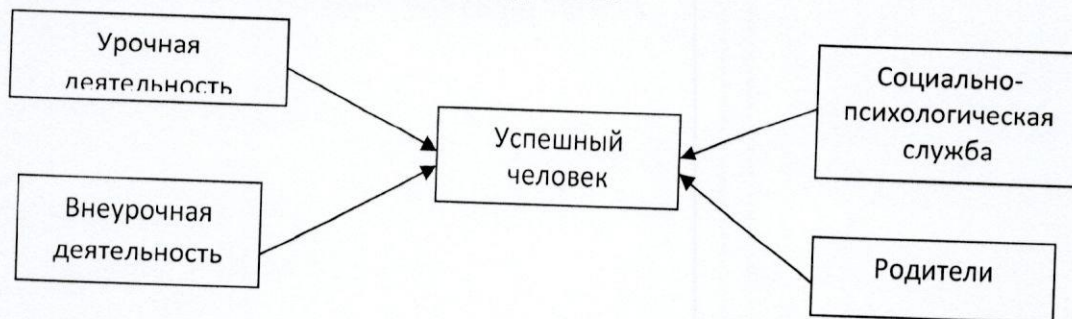 Урочная
деятельность
Внеурочная
деятельность
Успешный
человек
Социально-
психологическая
служба
Родители